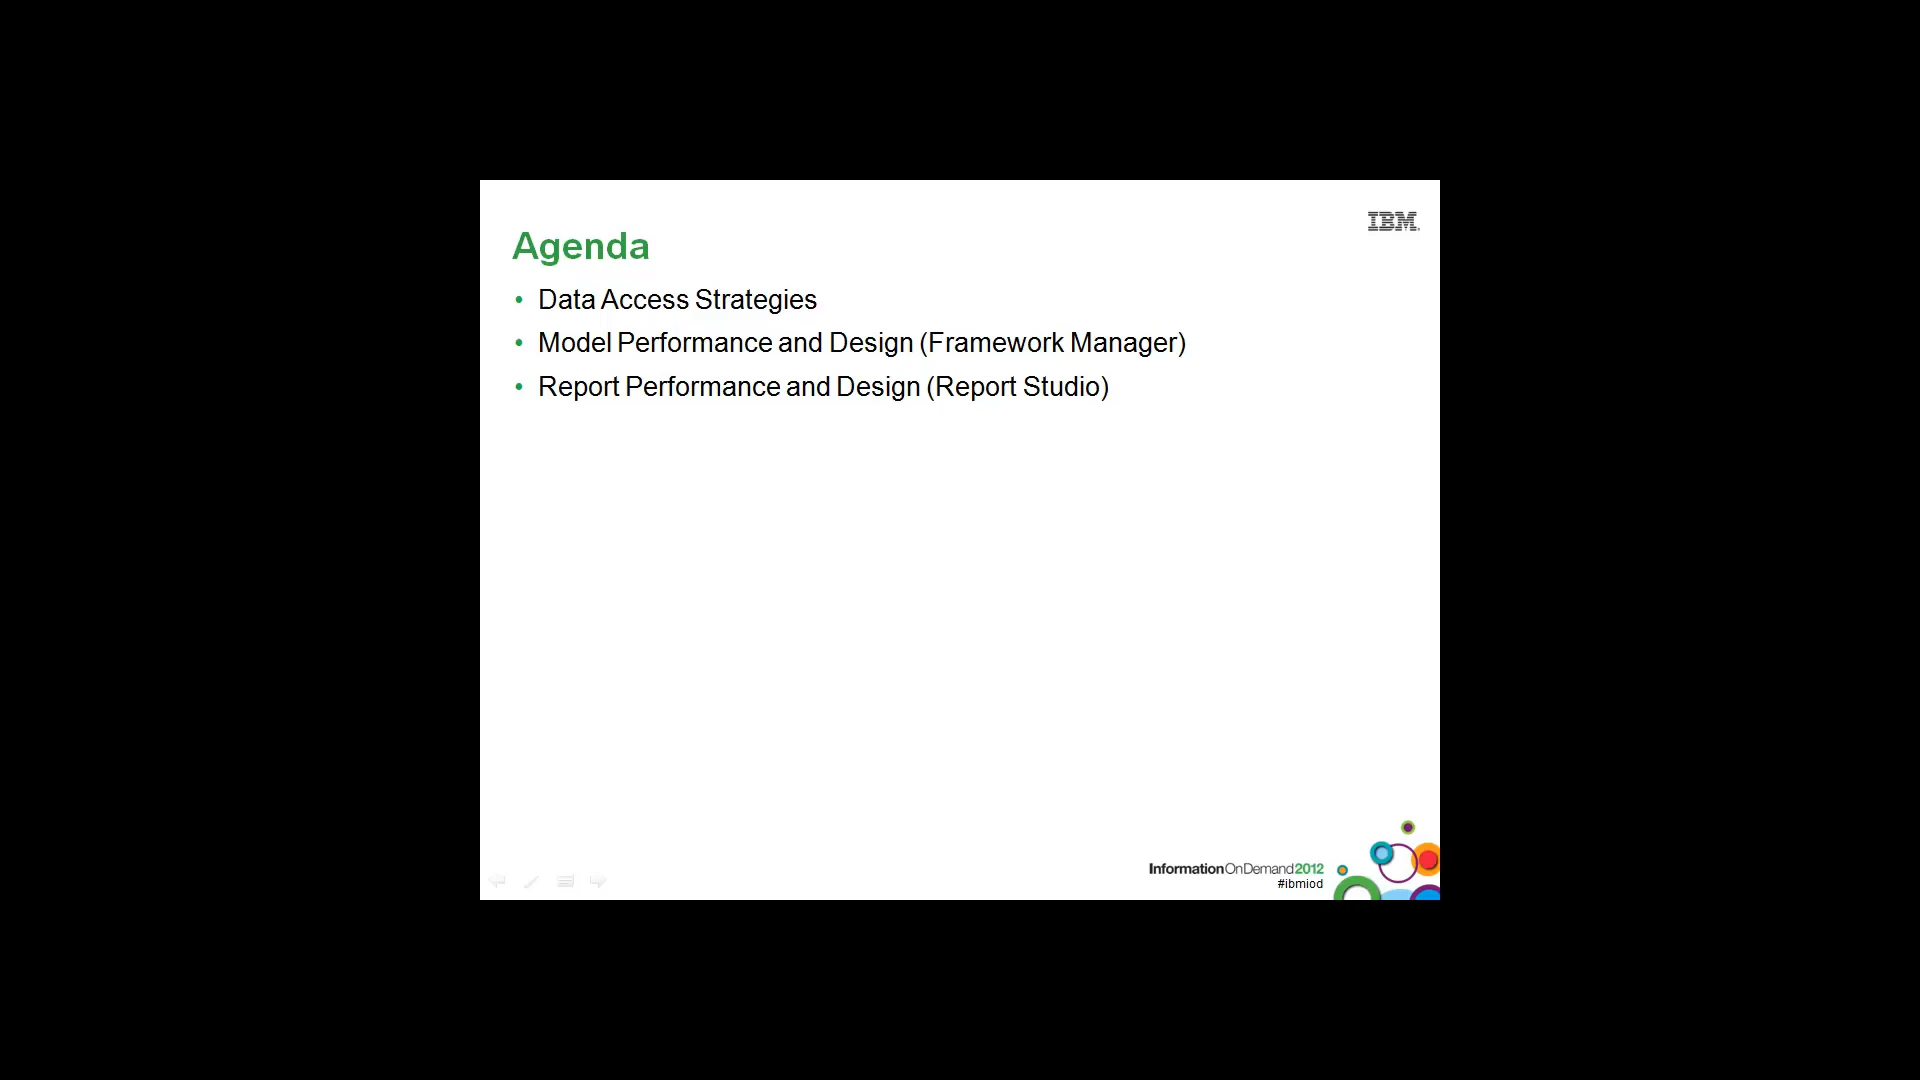 IBM
Agenda
• Data Access Strategies
• Model Performance and Design (Framework Manager)
• Report Performance and Design (Report Studio)
InformationOnDemand2012
#ibmiod